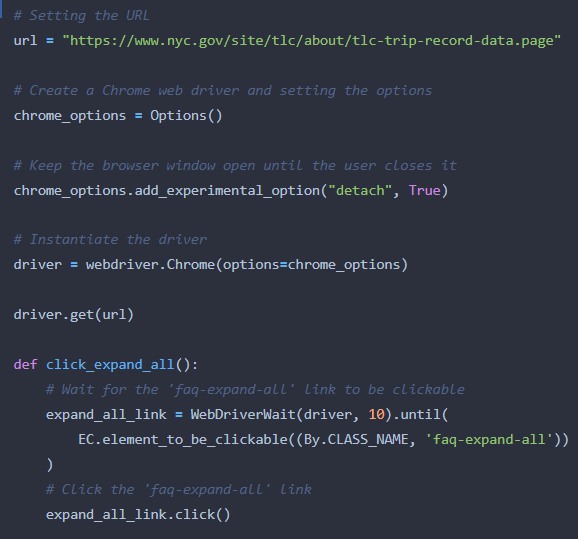 # Setting the URL
url = "https://www.nyc.gov/site/tlc/about/tlc-trip-record-data.page"
# Create a Chrome web driver and setting the options
chrome_options = Options()
# Keep the browser window open until the user closes it
chrome_options.add_experimental_option("detach", True)
# Instantiate the driver
driver = webdriver.Chrome(options=chrome_options)
driver.get(url)
def click_expand_all():
    # Wait for the 'faq-expand-all' link to be clickable
    expand_all_link = WebDriverWait(driver, 10).until(
        EC.element_to_be_clickable((By.CLASS_NAME, 'faq-expand-all'))
    )
    # Click the 'faq-expand-all' link
    expand_all_link.click()